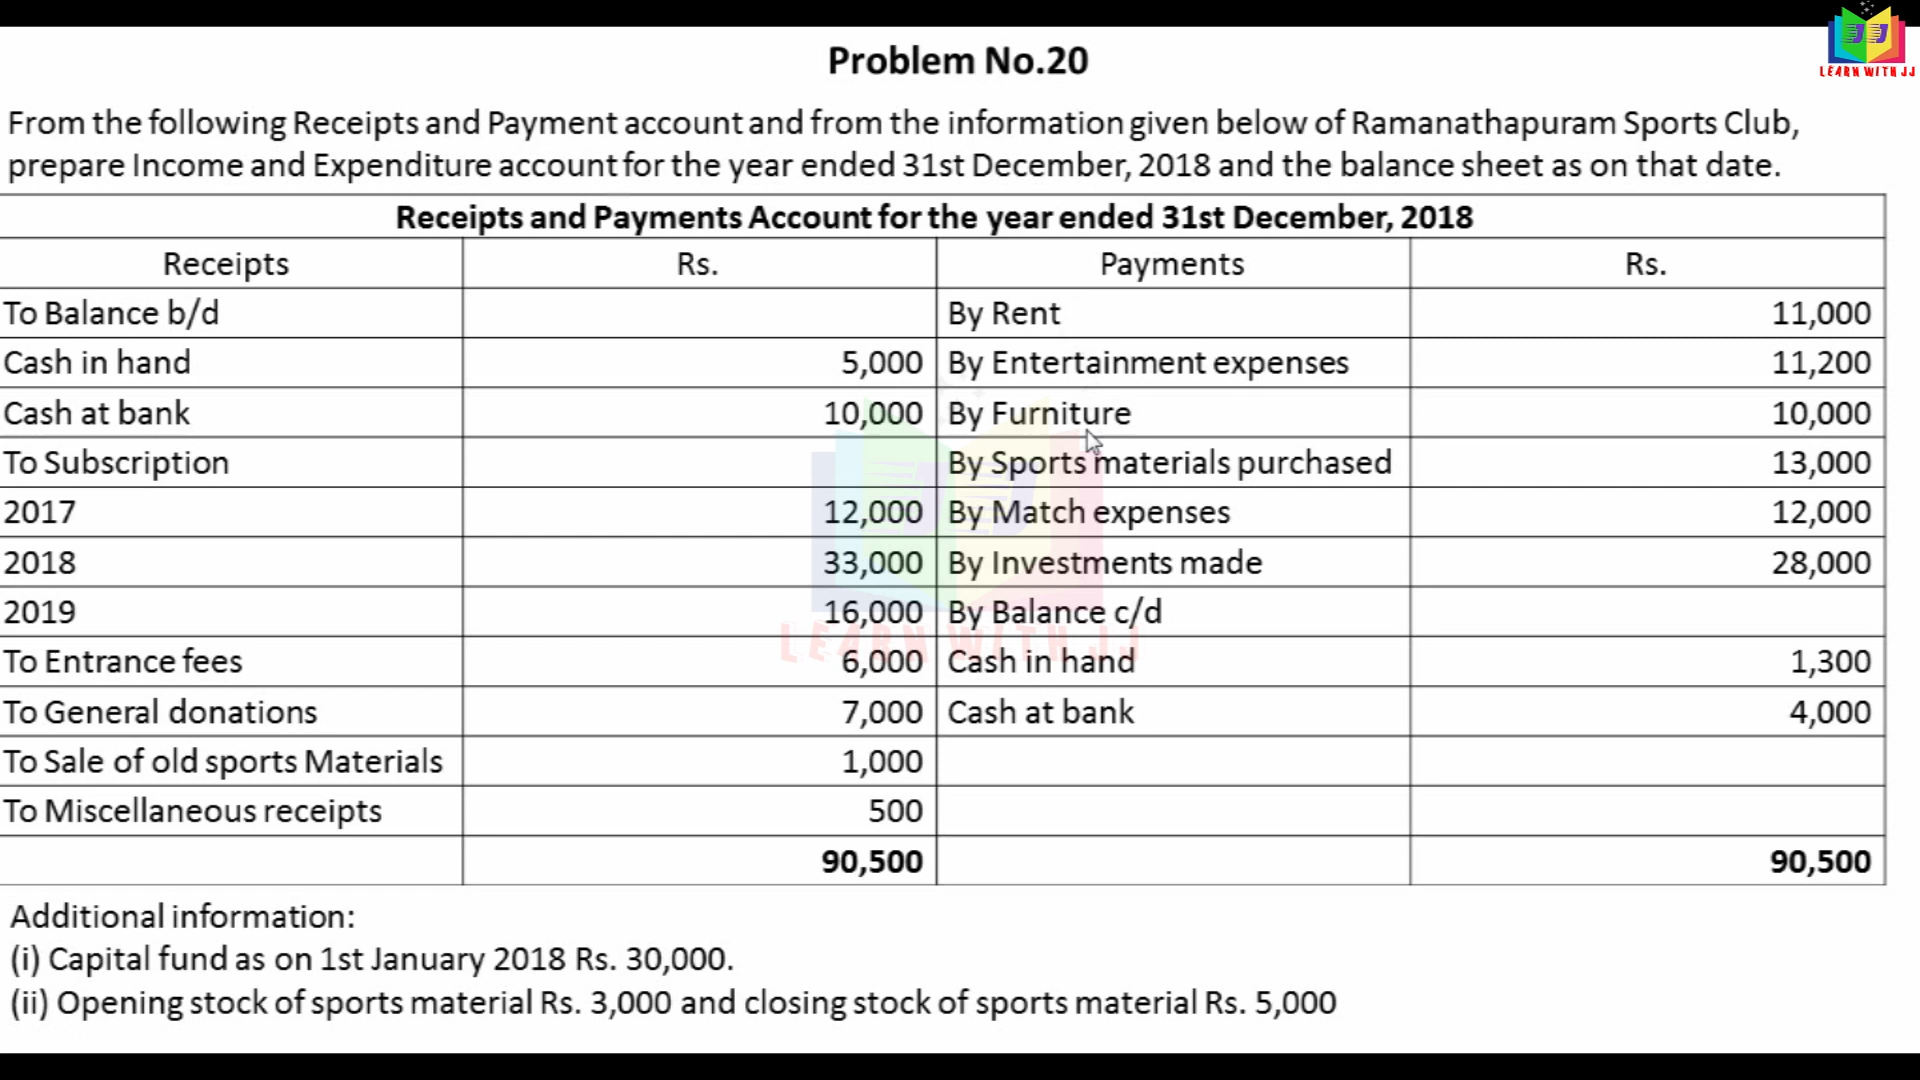 LEARN WITH JJ
Problem No.20
From the following Receipts and Payment account and from the information given below of Ramanathapuram Sports Club,
prepare Income and Expenditure account for the year ended 31st December, 2018 and the balance sheet as on that date.
Receipts and Payments Account for the year ended 31st December, 2018
Receipts Rs. Payments Rs.
To Balance b/d By Rent 11,000
Cash in hand 5,000 By Entertainment expenses 11,200
Cash at bank 10,000 By Furniture 10,000
To Subscription By Sports materials purchased 13,000
2017 12,000 By Match expenses 12,000
2018 33,000 By Investments made 28,000
2019 16,000 By Balance c/d
LEARN WITH JJ
To Entrance fees 6,000 Cash in hand 1,300
To General donations 7,000 Cash at bank 4,000
To Sale of old sports Materials 1,000
To Miscellaneous receipts 500
90,500 90,500
Additional information:
(i) Capital fund as on 1st January 2018 Rs. 30,000.
(ii) Opening stock of sports material Rs. 3,000 and closing stock of sports material Rs. 5,000